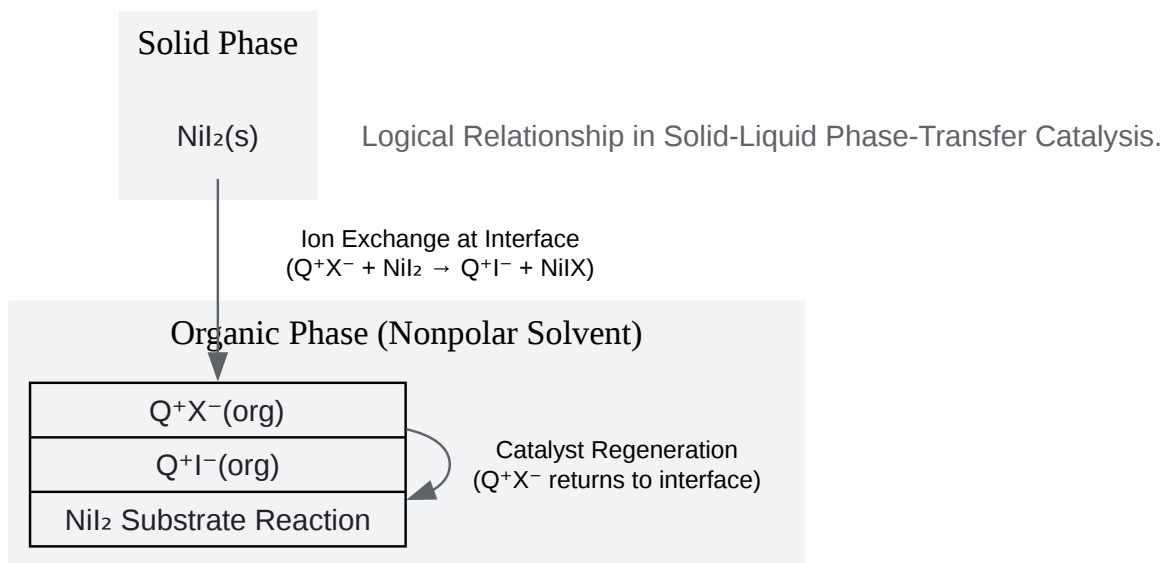 Solid Phase
NiI₂(s)
Logical Relationship in Solid-Liquid Phase-Transfer Catalysis.
Ion Exchange at Interface
(Q⁺X⁻ + NiI₂ → Q⁺I⁻ + NiIX)
Organic Phase (Nonpolar Solvent)
Q⁺X⁻(org)
Q⁺I⁻(org)
NiI₂ Substrate Reaction
Catalyst Regeneration
(Q⁺X⁻ returns to interface)